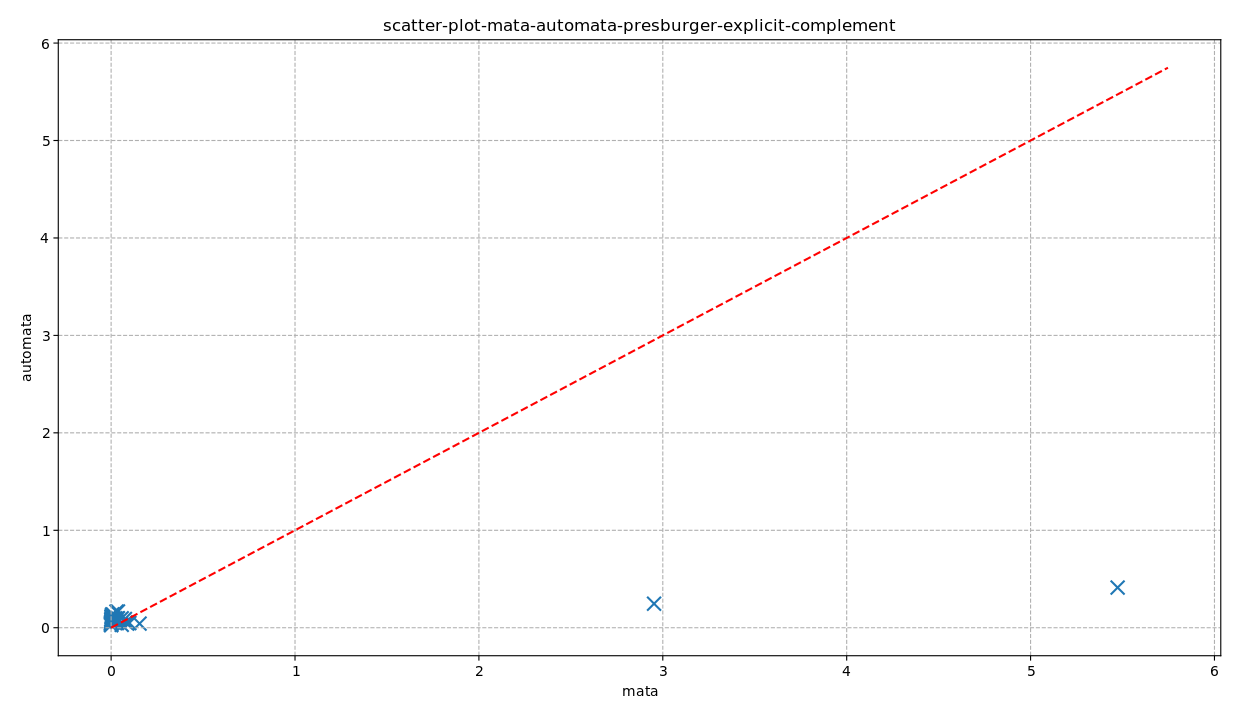 scatter-plot-mata-automata-presburger-explicit-complement
6
5
4
3
2
1
0
automata
0 1 2 3 4 5 6
mata